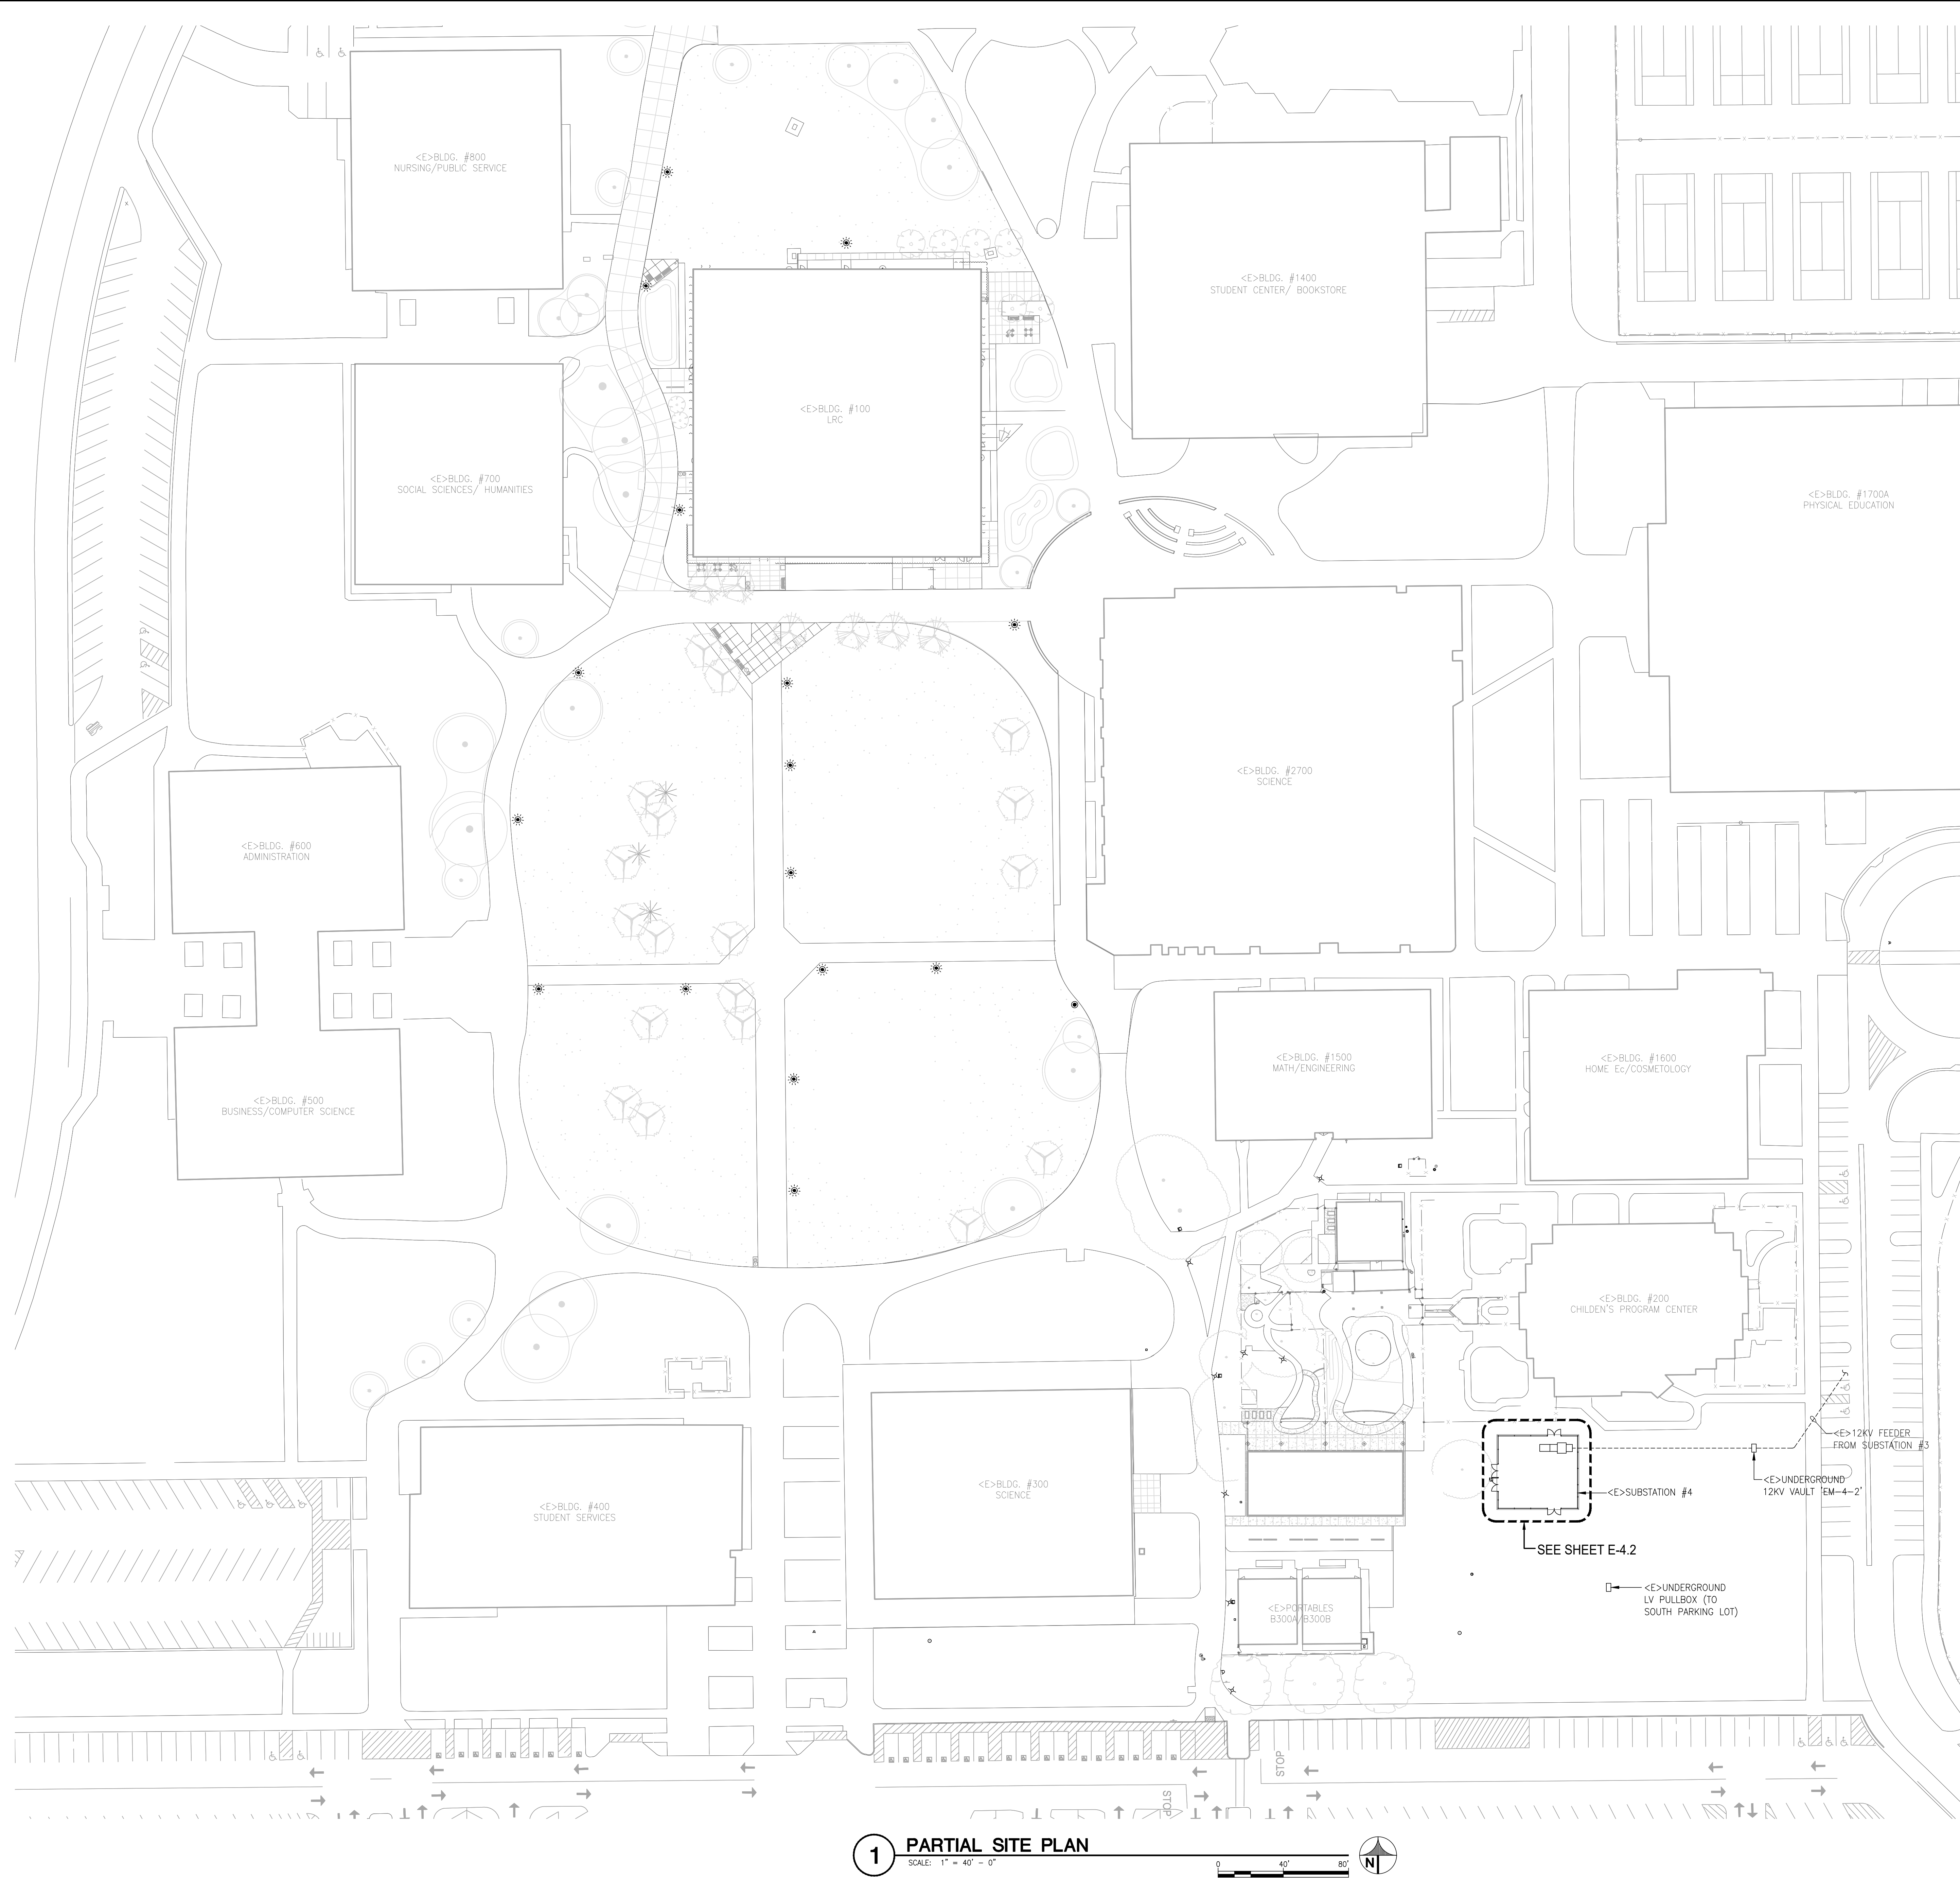 <E>BLDG. #800
NURSING/PUBLIC SERVICE
<E>BLDG. #1400
STUDENT CENTER/ BOOKSTORE
<E>BLDG. #100
LRC
<E>BLDG. #700
SOCIAL SCIENCES/ HUMANITIES
<E>BLDG. #1700A
PHYSICAL EDUCATION
<E>BLDG. #2700
SCIENCE
<E>BLDG. #600
ADMINISTRATION
<E>BLDG. #1500
MATH/ENGINEERING
<E>BLDG. #1600
HOME Ec/COSMETOLOGY
<E>BLDG. #500
BUSINESS/COMPUTER SCIENCE
<E>BLDG. #200
CHILDEN'S PROGRAM CENTER
<E>12KV FEEDER
FROM SUBSTATION #3
<E>UNDERGROUND
12KV VAULT 'EM-4-2'
<E>SUBSTATION #4
<E>BLDG. #300
SCIENCE
<E>BLDG. #400
STUDENT SERVICES
SEE SHEET E-4.2
<E>UNDERGROUND
LV PULLBOX (TO
SOUTH PARKING LOT)
<E>PORTABLES
B300A/B300B
STOP
STOP
1 PARTIAL SITE PLAN
SCALE: 1" = 40' - 0"
0 40' 80'
N